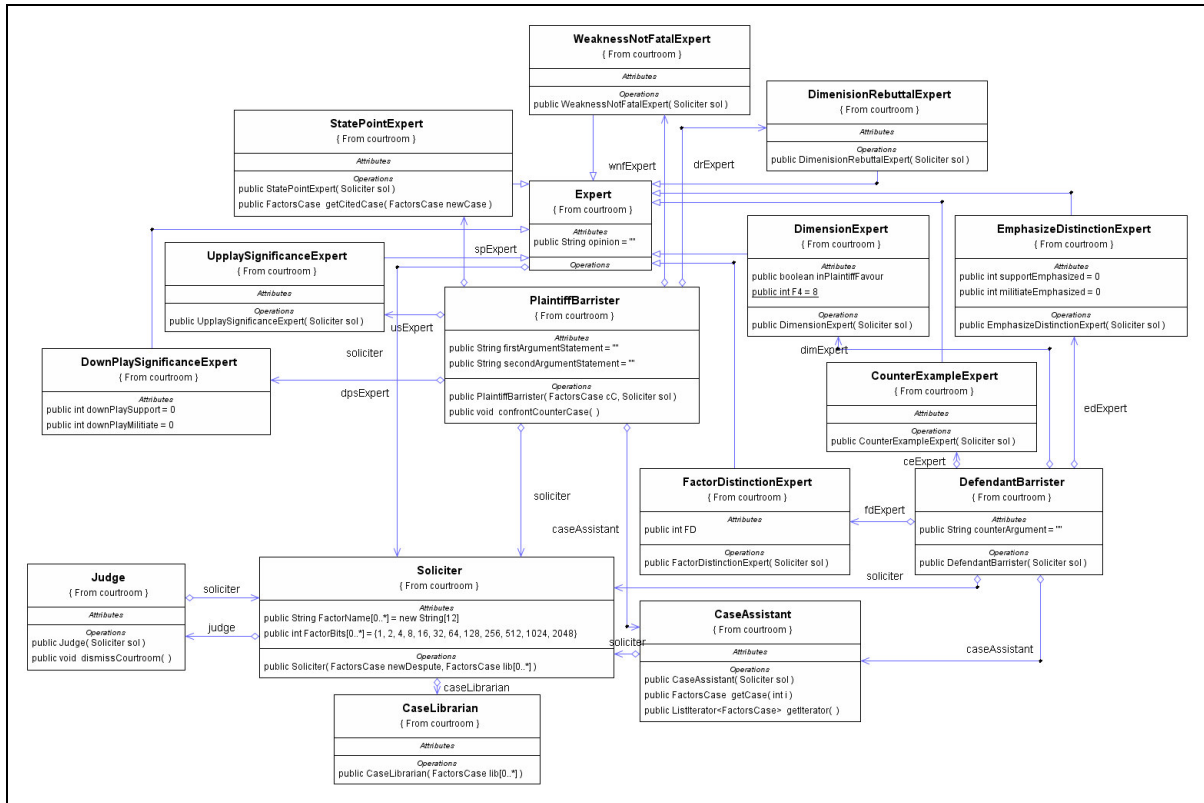 WeaknessNotFatalExpert
{ From courtroom }
Attributes
Operations
public WeaknessNotFatalExpert( Soliciter sol )
DimenisionRebuttalExpert
{ From courtroom }
Attributes
Operations
public DimenisionRebuttalExpert( Soliciter sol )
StatePointExpert
{ From courtroom }
Attributes
Operations
public StatePointExpert( Soliciter sol )
public FactorsCase getCitedCase( FactorsCase newCase )
wnfExpert
drExpert
Expert
{ From courtroom }
Attributes
public String opinion = ""
Operations
spExpert
UpplaySignificanceExpert
{ From courtroom }
Attributes
Operations
public UpplaySignificanceExpert( Soliciter sol )
usExpert
DimensionExpert
{ From courtroom }
Attributes
public boolean inPlaintiffFavour
public int F4 = 8
Operations
public DimensionExpert( Soliciter sol )
dimExpert
EmphasizeDistinctionExpert
{ From courtroom }
Attributes
public int supportEmphasized = 0
public int militiateEmphasized = 0
Operations
public EmphasizeDistinctionExpert( Soliciter sol )
PlaintiffBarrister
{ From courtroom }
Attributes
public String firstArgumentStatement = ""
public String secondArgumentStatement = ""
Operations
public PlaintiffBarrister( FactorsCase cC, Soliciter sol )
public void confrontCounterCase( )
soliciter
DownPlaySignificanceExpert
{ From courtroom }
Attributes
public int downPlaySupport = 0
public int downPlayMilitiate = 0
dpsExpert
CounterExampleExpert
{ From courtroom }
Attributes
Operations
public CounterExampleExpert( Soliciter sol )
ceExpert
edExpert
FactorDistinctionExpert
{ From courtroom }
Attributes
public int FD
Operations
public FactorDistinctionExpert( Soliciter sol )
fdExpert
DefendantBarrister
{ From courtroom }
Attributes
public String counterArgument = ""
Operations
public DefendantBarrister( Soliciter sol )
soliciter
caseAssistant
soliciter
Judge
{ From courtroom }
Attributes
Operations
public Judge( Soliciter sol )
public void dismissCourtroom( )
soliciter
judge
Soliciter
{ From courtroom }
Attributes
public String FactorName[0..*] = new String[12]
public int FactorBits[0..*] = {1, 2, 4, 8, 16, 32, 64, 128, 256, 512, 1024, 2048}
Operations
public Soliciter( FactorsCase newDespute, FactorsCase lib[0..*] )
soliciter
CaseAssistant
{ From courtroom }
Attributes
Operations
public CaseAssistant( Soliciter sol )
public FactorsCase getCase( int i )
public ListIterator<FactorsCase> getIterator( )
caseAssistant
caseLibrarian
CaseLibrarian
{ From courtroom }
Attributes
Operations
public CaseLibrarian( FactorsCase lib[0..*] )